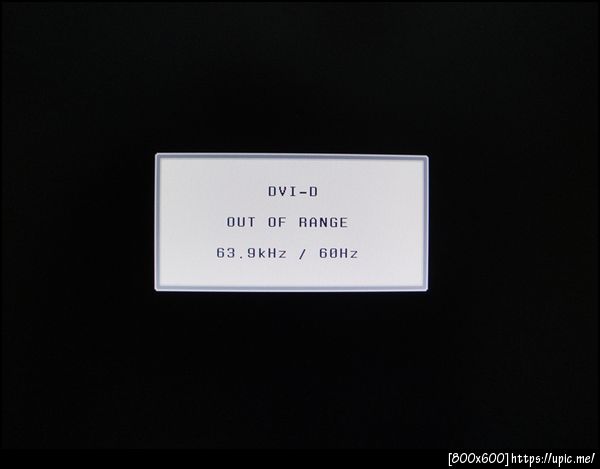 DVI-D
OUT OF RANGE
63.9kHz / 60Hz
[800x600]https://upic.me/